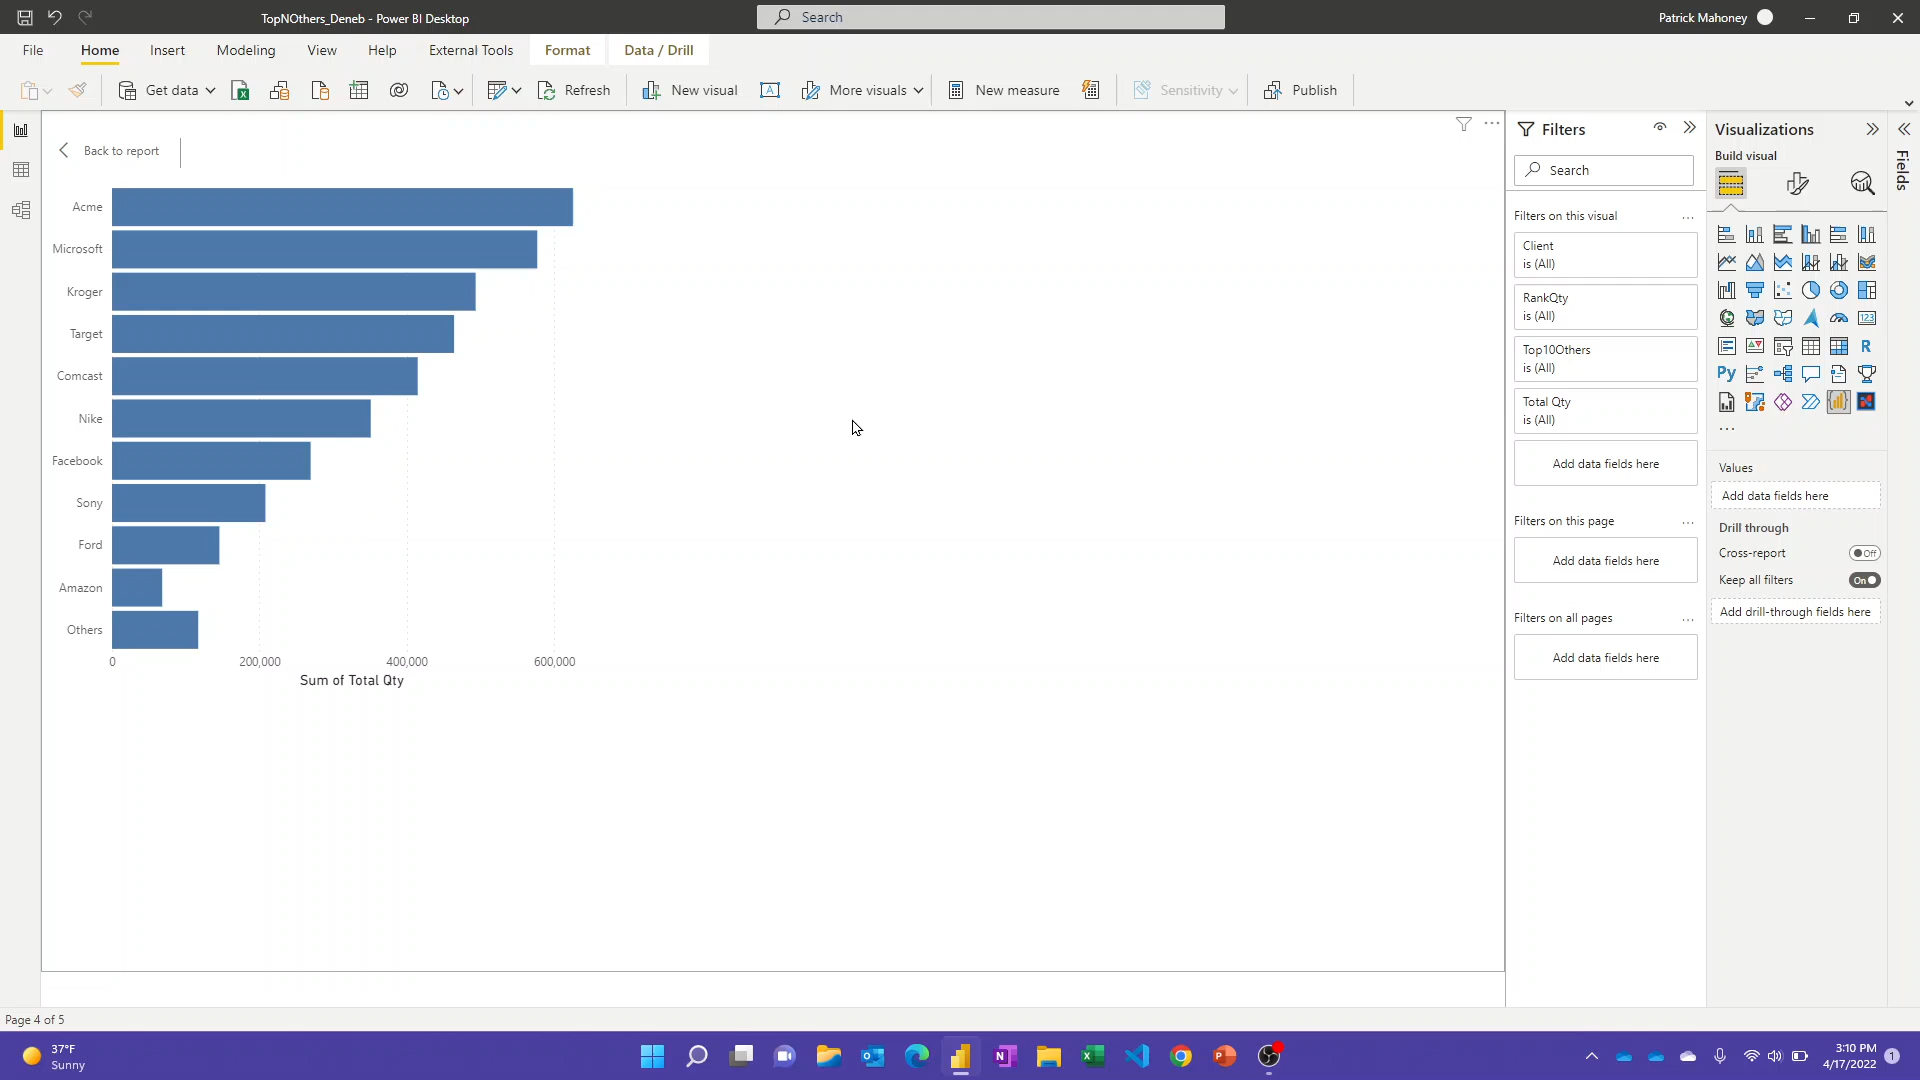 TopNOthers_Deneb - Power BI Desktop
Search
Patrick Mahoney
File Home Insert Modeling View Help External Tools Format Data / Drill
Get data Refresh New visual More visuals New measure Sensitivity Publish
Back to report
Acme
Microsoft
Kroger
Target
Comcast
Nike
Facebook
Sony
Ford
Amazon
Others
0 200,000 400,000 600,000
Sum of Total Qty
Filters
Search
Filters on this visual
Client
is (All)
RankQty
is (All)
Top10Others
is (All)
Total Qty
is (All)
Add data fields here
Filters on this page
Add data fields here
Filters on all pages
Add data fields here
Visualizations
Build visual
123
R
Py
Values
Add data fields here
Drill through
Cross-report Off
Keep all filters On
Add drill-through fields here
Fields
Page 4 of 5
37°F
Sunny
3:10 PM
4/17/2022
1